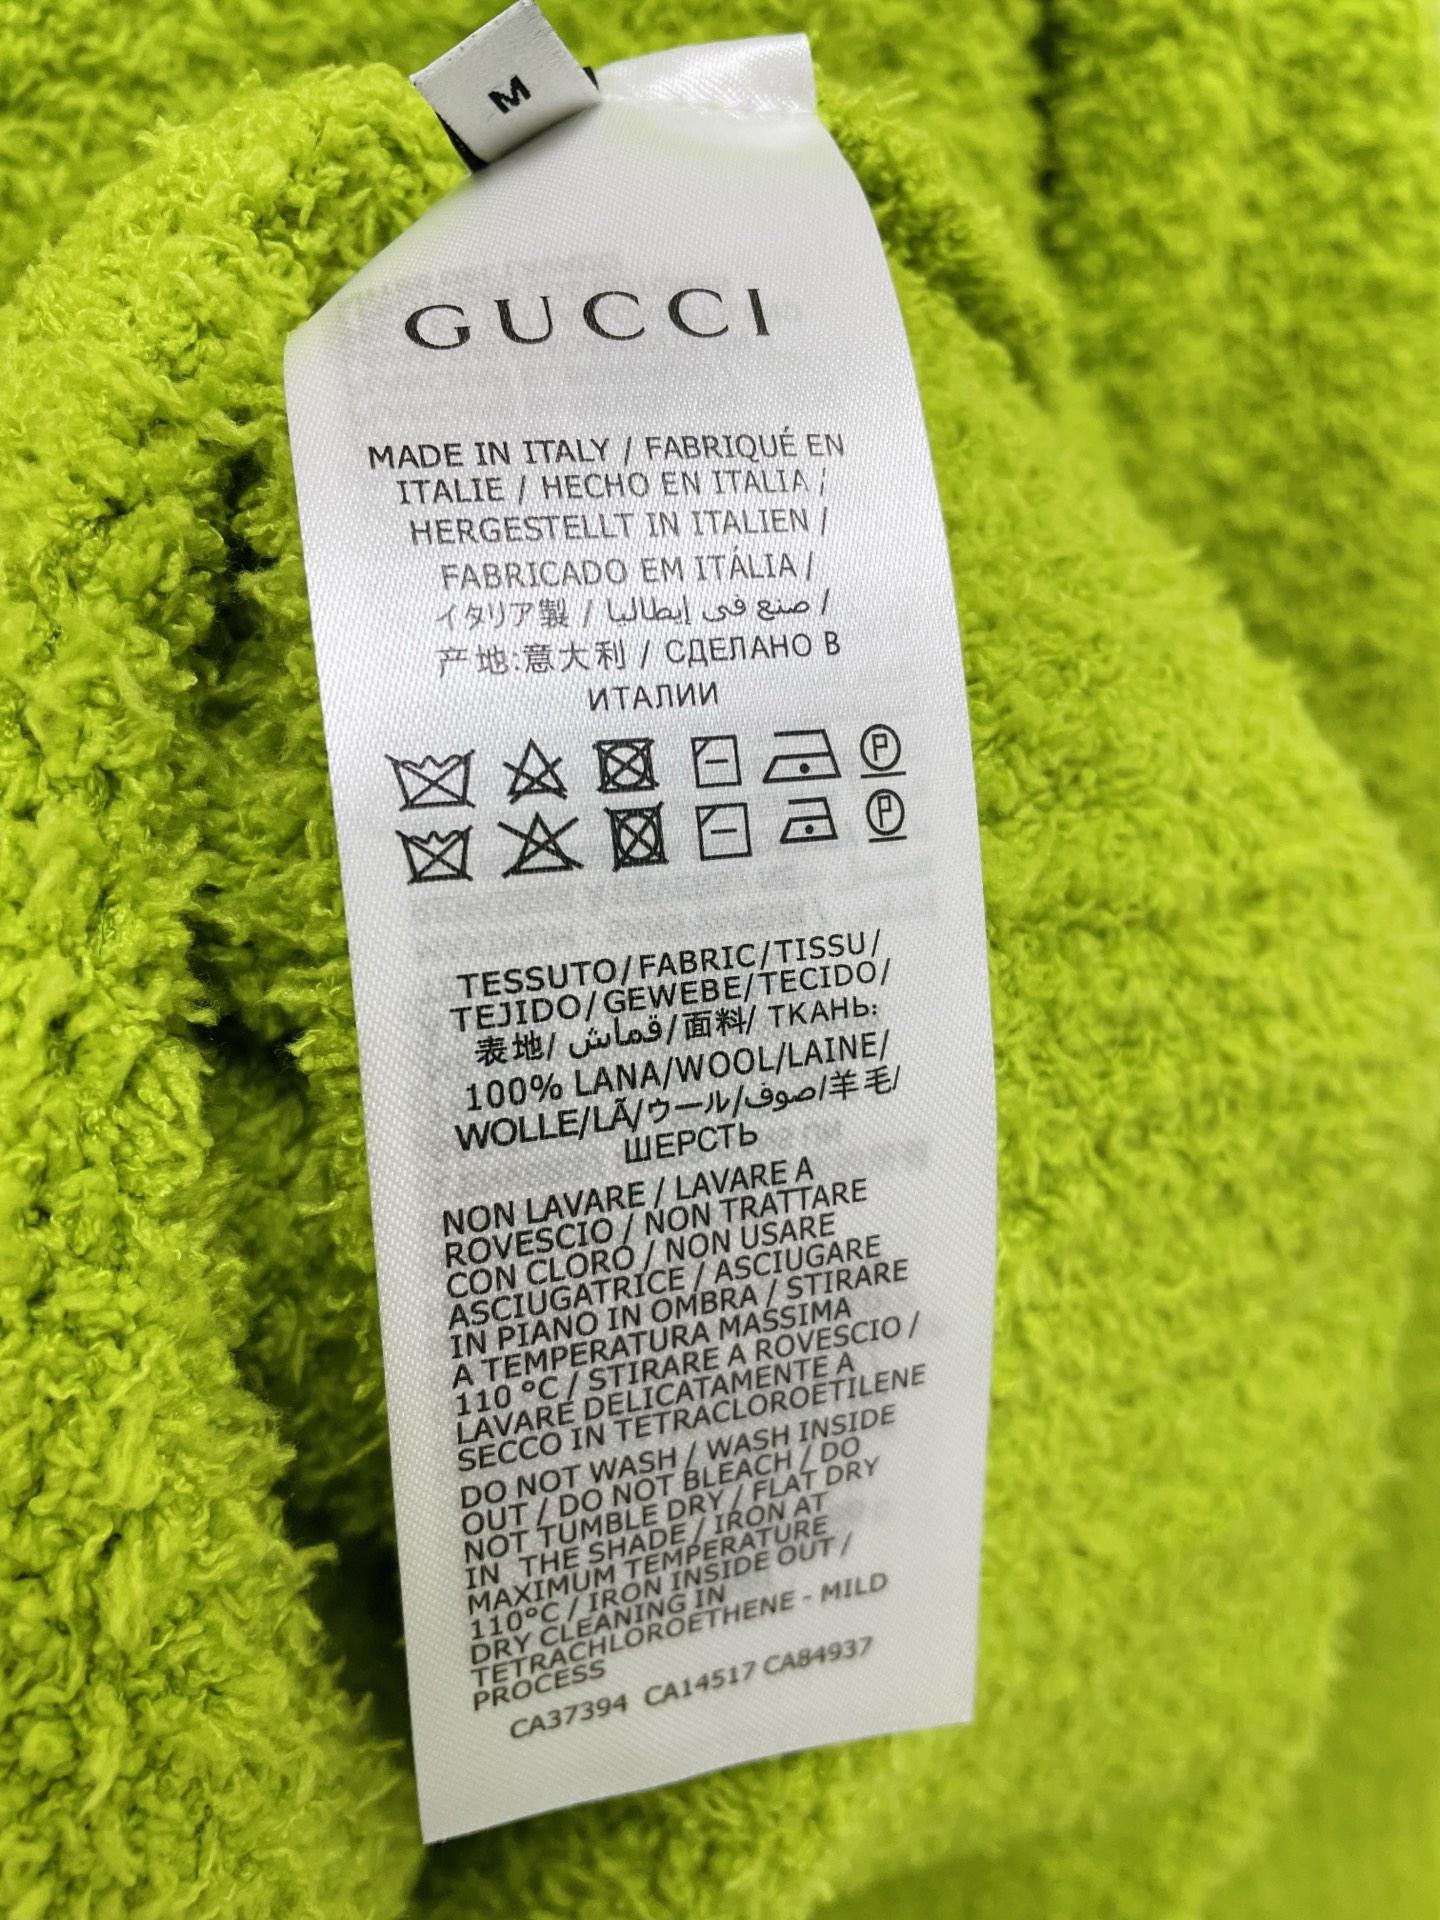 M
GUCCI
MADE IN ITALY / FABRIQUÉ EN
ITALIE / HECHO EN ITALIA /
HERGESTELLT IN ITALIEN /
FABRICADO EM ITÁLIA /
イタリア製 / صنع في إيطاليا /
产地:意大利 / СДЕЛАНО В
ИТАЛИИ
P
P
TESSUTO/FABRIC/TISSU/
TEJIDO/GEWEBE/TECIDO/
表地/ قماش/面料/ ТКАНЬ:
100% LANA/WOOL/LAINE/
WOLLE/LÃ/ウール/صوف/羊毛/
ШЕРСТЬ
NON LAVARE / LAVARE A
ROVESCIO / NON TRATTARE
CON CLORO / NON USARE
ASCIUGATRICE / ASCIUGARE
IN PIANO IN OMBRA / STIRARE
A TEMPERATURA MASSIMA
110 °C / STIRARE A ROVESCIO /
LAVARE DELICATAMENTE A
SECCO IN TETRACLOROETILENE
DO NOT WASH / WASH INSIDE
OUT / DO NOT BLEACH / DO
NOT TUMBLE DRY / FLAT DRY
IN THE SHADE / IRON AT
MAXIMUM TEMPERATURE
110°C / IRON INSIDE OUT /
DRY CLEANING IN
TETRACHLOROETHENE - MILD
PROCESS
CA37394 CA14517 CA84937